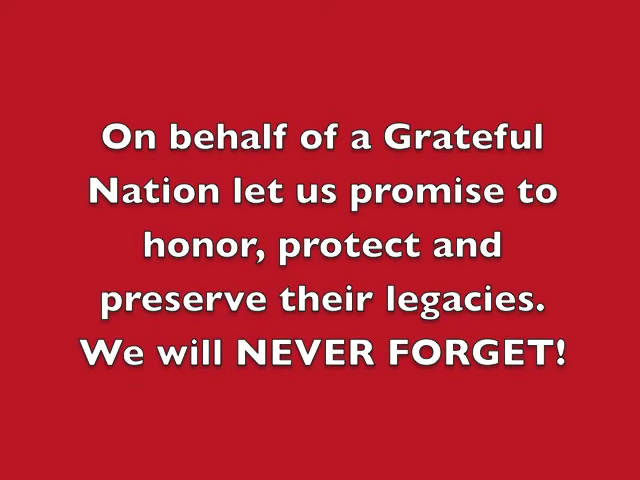 On behalf of a Grateful
Nation let us promise to
honor, protect and
preserve their legacies.
We will NEVER FORGET!